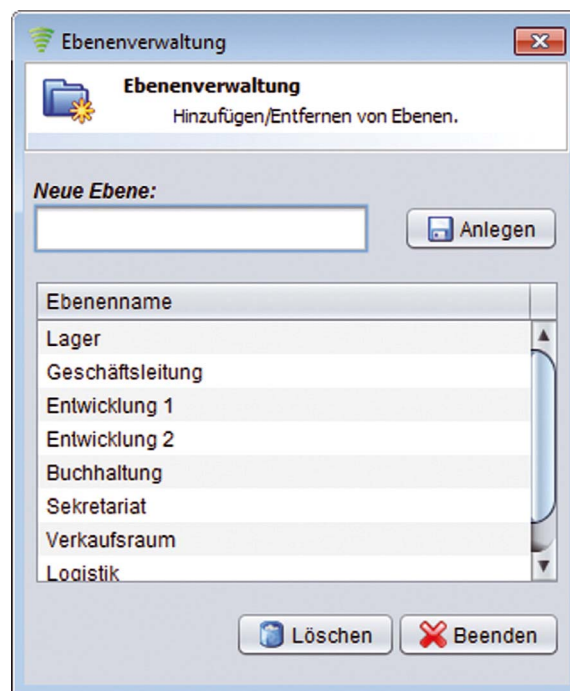 Ebenenverwaltung
Ebenenverwaltung
Hinzufügen/Entfernen von Ebenen.
Neue Ebene:
Anlegen
Ebenenname
Lager
Geschäftsleitung
Entwicklung 1
Entwicklung 2
Buchhaltung
Sekretariat
Verkaufsraum
Logistik
Löschen
Beenden